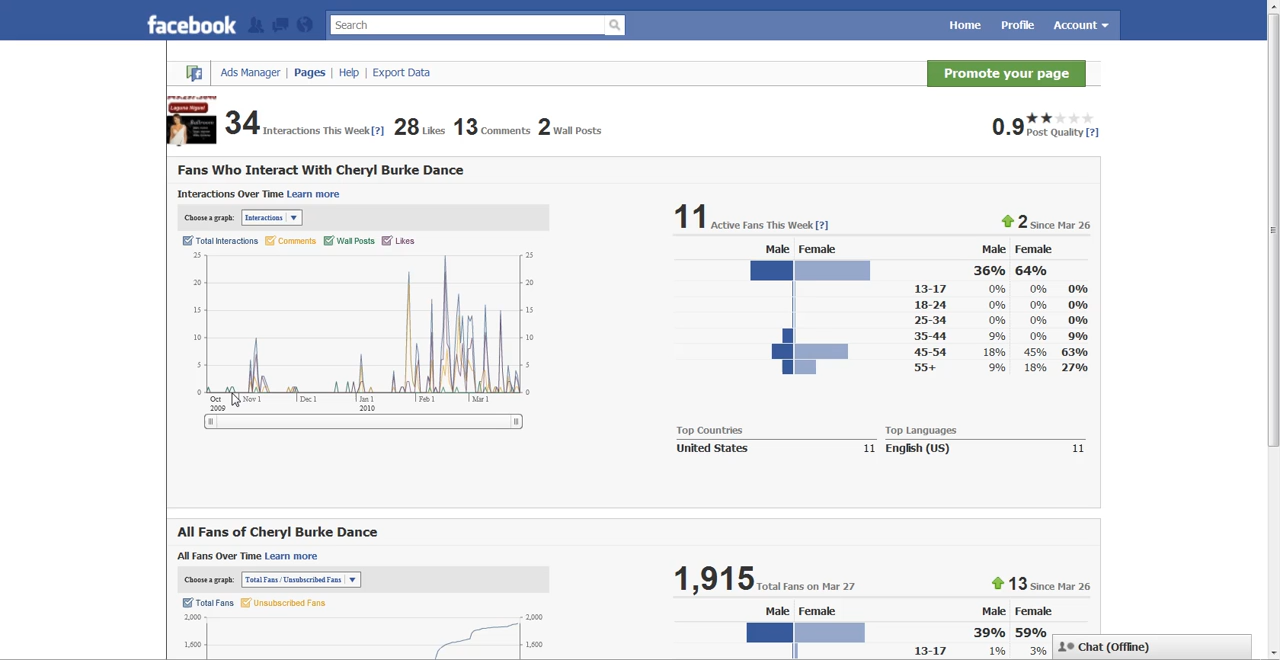 facebook
Search
Home Profile Account
Ads Manager | Pages | Help | Export Data
Promote your page
Laguna Niguel
34 Interactions This Week[?] 28 Likes 13 Comments 2 Wall Posts
0.9 Post Quality [?]
Fans Who Interact With Cheryl Burke Dance
Interactions Over Time Learn more
Choose a graph: Interactions
Total Interactions Comments Wall Posts Likes
25 25
20 20
15 15
10 10
5 5
0 0
Oct Nov 1 Dec 1 Jan 1 Feb 1 Mar 1
2009 2010
11 Active Fans This Week [?]
2 Since Mar 26
Male Female Male Female
36% 64%
13-17 0% 0% 0%
18-24 0% 0% 0%
25-34 0% 0% 0%
35-44 9% 0% 9%
45-54 18% 45% 63%
55+ 9% 18% 27%
Top Countries Top Languages
United States 11 English (US) 11
All Fans of Cheryl Burke Dance
All Fans Over Time Learn more
Choose a graph: Total Fans / Unsubscribed Fans
Total Fans Unsubscribed Fans
2,000 2,000
1,600 1,600
1,915 Total Fans on Mar 27
13 Since Mar 26
Male Female Male Female
39% 59%
13-17 1% 3%
Chat (Offline)